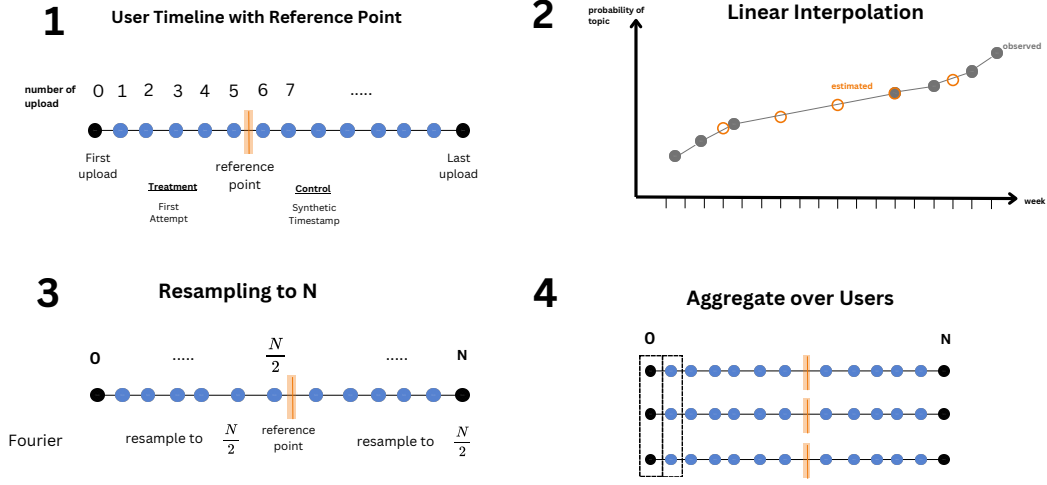 1
User Timeline with Reference Point
number of
upload
0 1 2 3 4 5 6 7 .....
First
upload
reference
point
Last
upload
Treatment
First
Attempt
Control
Synthetic
Timestamp
2
Linear Interpolation
probability of
topic
observed
estimated
week
3
Resampling to N
0 ..... N/2 ..... N
Fourier
resample to N/2
reference
point
resample to N/2
4
Aggregate over Users
0 N